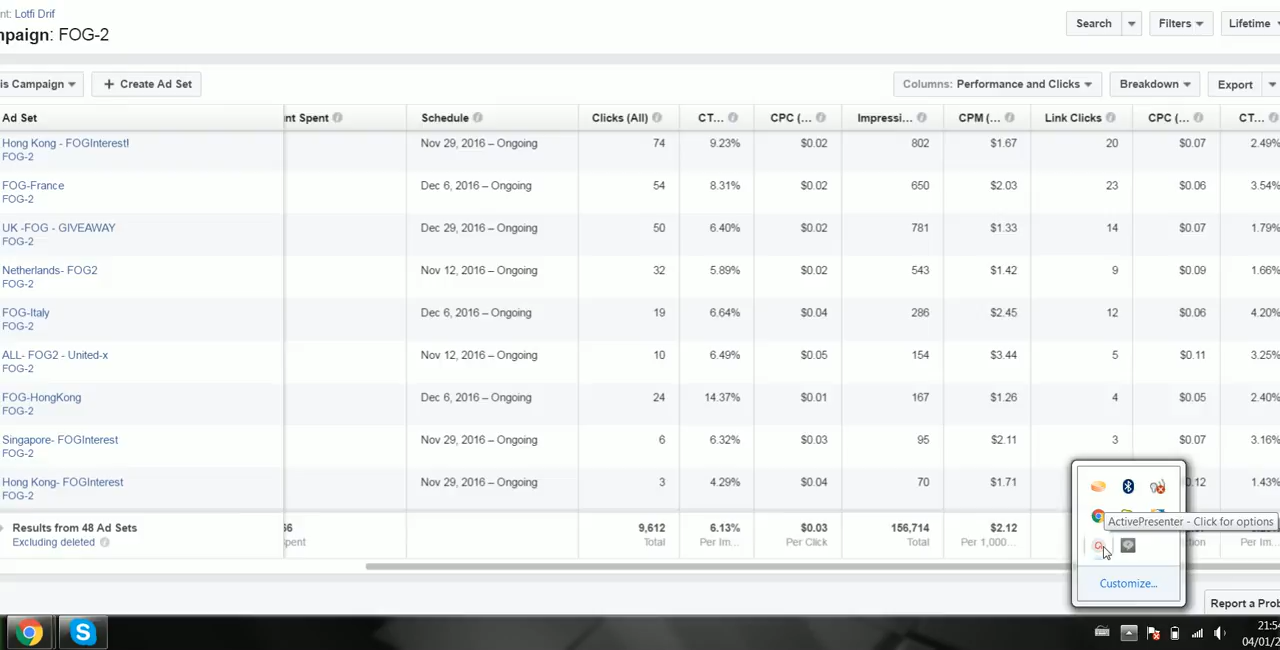 nt: Lotfi Drif
mpaign: FOG-2
Search Filters Lifetime
is Campaign + Create Ad Set Columns: Performance and Clicks Breakdown Export
Ad Set nt Spent Schedule Clicks (All) CT... CPC (... Impressi... CPM (... Link Clicks CPC (... CT...
Hong Kong - FOGInterest! Nov 29, 2016 – Ongoing 74 9.23% $0.02 802 $1.67 20 $0.07 2.49%
FOG-2
FOG-France Dec 6, 2016 – Ongoing 54 8.31% $0.02 650 $2.03 23 $0.06 3.54%
FOG-2
UK -FOG - GIVEAWAY Dec 29, 2016 – Ongoing 50 6.40% $0.02 781 $1.33 14 $0.07 1.79%
FOG-2
Netherlands- FOG2 Nov 12, 2016 – Ongoing 32 5.89% $0.02 543 $1.42 9 $0.09 1.66%
FOG-2
FOG-Italy Dec 6, 2016 – Ongoing 19 6.64% $0.04 286 $2.45 12 $0.06 4.20%
FOG-2
ALL- FOG2 - United-x Nov 12, 2016 – Ongoing 10 6.49% $0.05 154 $3.44 5 $0.11 3.25%
FOG-2
FOG-HongKong Dec 6, 2016 – Ongoing 24 14.37% $0.01 167 $1.26 4 $0.05 2.40%
FOG-2
Singapore- FOGInterest Nov 29, 2016 – Ongoing 6 6.32% $0.03 95 $2.11 3 $0.07 3.16%
FOG-2
Hong Kong- FOGInterest Nov 29, 2016 – Ongoing 3 4.29% $0.04 70 $1.71 0.12 1.43%
FOG-2
Results from 48 Ad Sets 9,612 6.13% $0.03 156,714 $2.12
Excluding deleted pent Total Per Im... Per Click Total Per 1,000... tion Per Im...
ActivePresenter - Click for options
Customize...
Report a Prob
S
21:54
04/01/2